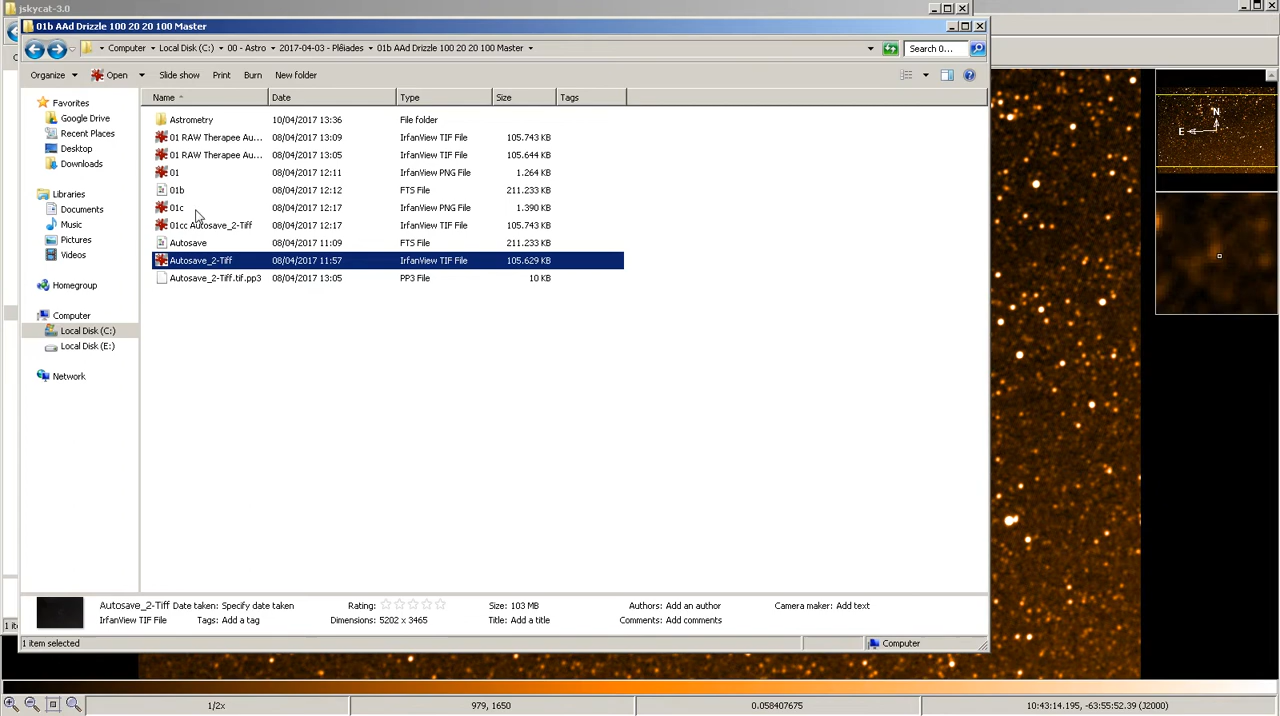 jskycat-3.0
01b AAd Drizzle 100 20 20 100 Master
Computer Local Disk (C:) 00 - Astro 2017-04-03 - Plêiades 01b AAd Drizzle 100 20 20 100 Master Search 0...
Organize Open Slide show Print Burn New folder
Name Date Type Size Tags
Favorites
Google Drive
Recent Places
Desktop
Downloads
Libraries
Documents
Music
Pictures
Videos
Homegroup
Computer
Local Disk (C:)
Local Disk (E:)
Network
Astrometry 10/04/2017 13:36 File folder
01 RAW Therapee Au... 08/04/2017 13:09 IrfanView TIF File 105.743 KB
01 RAW Therapee Au... 08/04/2017 13:05 IrfanView TIF File 105.644 KB
01 08/04/2017 12:11 IrfanView PNG File 1.264 KB
01b 08/04/2017 12:12 FTS File 211.233 KB
01c 08/04/2017 12:17 IrfanView PNG File 1.390 KB
01cc Autosave_2-Tiff 08/04/2017 12:17 IrfanView TIF File 105.743 KB
Autosave 08/04/2017 11:09 FTS File 211.233 KB
Autosave_2-Tiff 08/04/2017 11:57 IrfanView TIF File 105.629 KB
Autosave_2-Tiff.tif.pp3 08/04/2017 13:05 PP3 File 10 KB
N
E
Autosave_2-Tiff Date taken: Specify date taken Rating: Size: 103 MB Authors: Add an author Camera maker: Add text
IrfanView TIF File Tags: Add a tag Dimensions: 5202 x 3465 Title: Add a title Comments: Add comments
1 item selected Computer
1/2x 979, 1650 0.058407675 10:43:14.195, -63:55:52.39 (J2000)